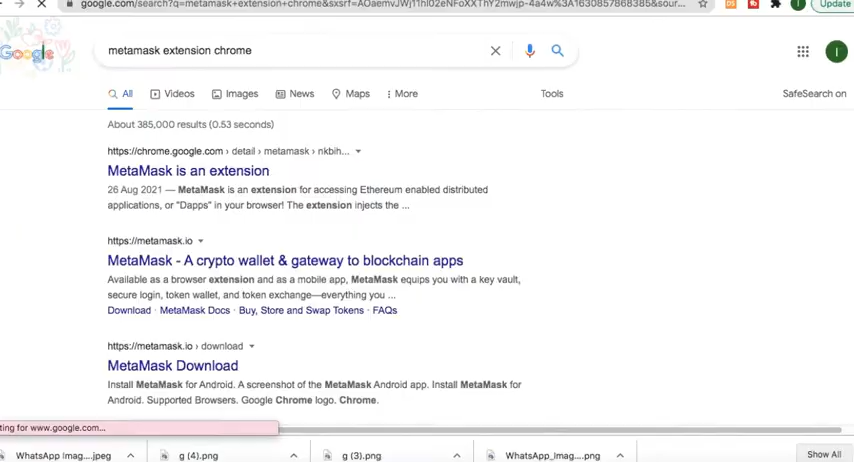 google.com/search?q=metamask+extension+chrome&sxsrf=
Update
Google
metamask extension chrome
All
Videos
Images
News
Maps
More
Tools
SafeSearch on
About 385,000 results (0.53 seconds)
https://chrome.google.com › detail › metamask › nkbih...
MetaMask is an extension
26 Aug 2021 — MetaMask is an extension for accessing Ethereum enabled distributed
applications, or "Dapps" in your browser! The extension injects the ...
https://metamask.io
MetaMask - A crypto wallet & gateway to blockchain apps
Available as a browser extension and as a mobile app, MetaMask equips you with a key vault,
secure login, token wallet, and token exchange—everything you ...
Download · MetaMask Docs · Buy, Store and Swap Tokens · FAQs
https://metamask.io › download
MetaMask Download
Install MetaMask for Android. A screenshot of the MetaMask Android app. Install MetaMask for
Android. Supported Browsers. Google Chrome logo. Chrome.
ting for www.google.com...
WhatsApp Imag....jpeg
g (4).png
g (3).png
WhatsApp_Imag....png
Show All